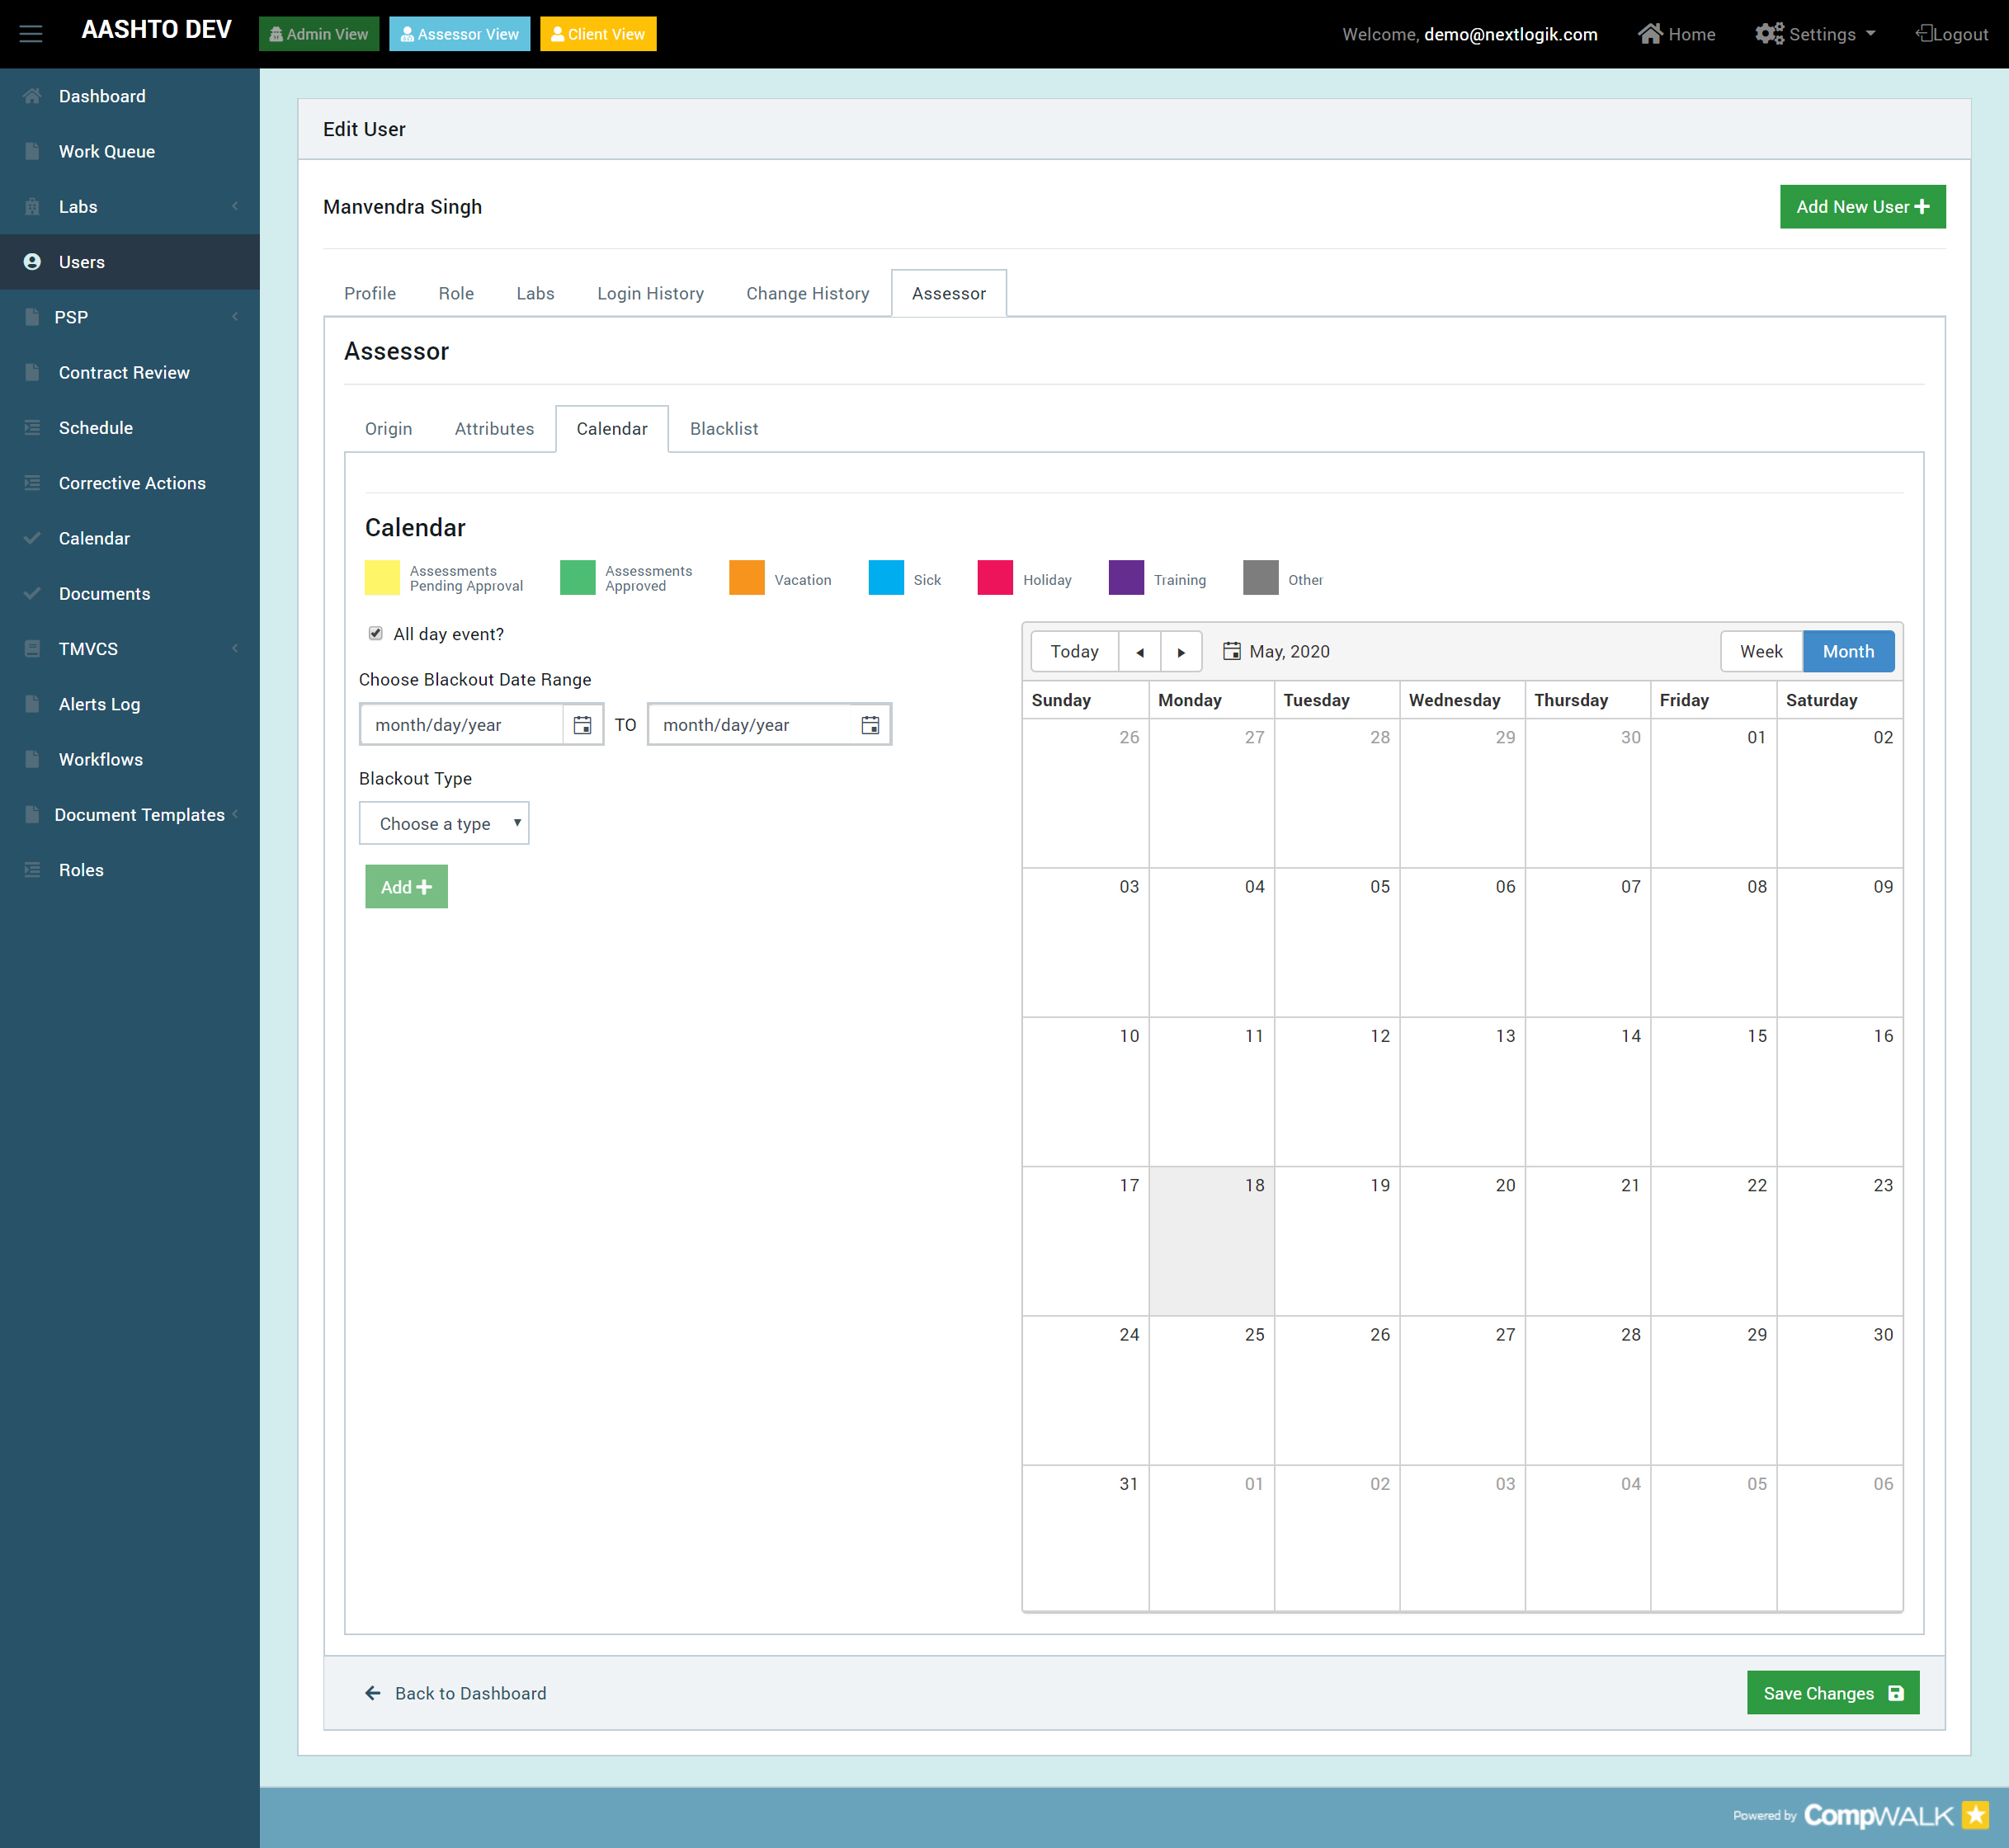 AASHTO DEV
Admin View
Assessor View
Client View
Welcome, demo@nextlogik.com
Home
Settings
Logout
Dashboard
Work Queue
Labs
Users
PSP
Contract Review
Schedule
Corrective Actions
Calendar
Documents
TMVCS
Alerts Log
Workflows
Document Templates
Roles
Edit User
Manvendra Singh
Add New User
Profile Role Labs Login History Change History Assessor
Assessor
Origin Attributes Calendar Blacklist
Calendar
Assessments
Pending Approval
Assessments
Approved
Vacation
Sick
Holiday
Training
Other
All day event?
Choose Blackout Date Range
month/day/year TO month/day/year
Blackout Type
Choose a type
Add
Today
May, 2020
Week Month
Sunday Monday Tuesday Wednesday Thursday Friday Saturday
26 27 28 29 30 01 02
03 04 05 06 07 08 09
10 11 12 13 14 15 16
17 18 19 20 21 22 23
24 25 26 27 28 29 30
31 01 02 03 04 05 06
Back to Dashboard
Save Changes
Powered by CompWALK